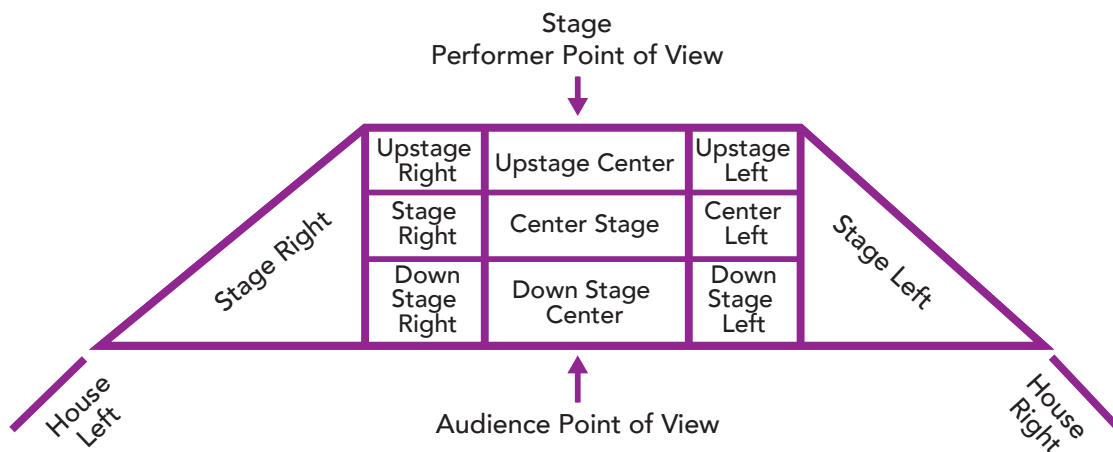 Stage
Performer Point of View
Upstage
Right
Upstage Center
Upstage
Left
Stage
Right
Center Stage
Center
Left
Down
Stage
Right
Down Stage
Center
Down
Stage
Left
Stage Right
Stage Left
House
Left
Audience Point of View
House
Right